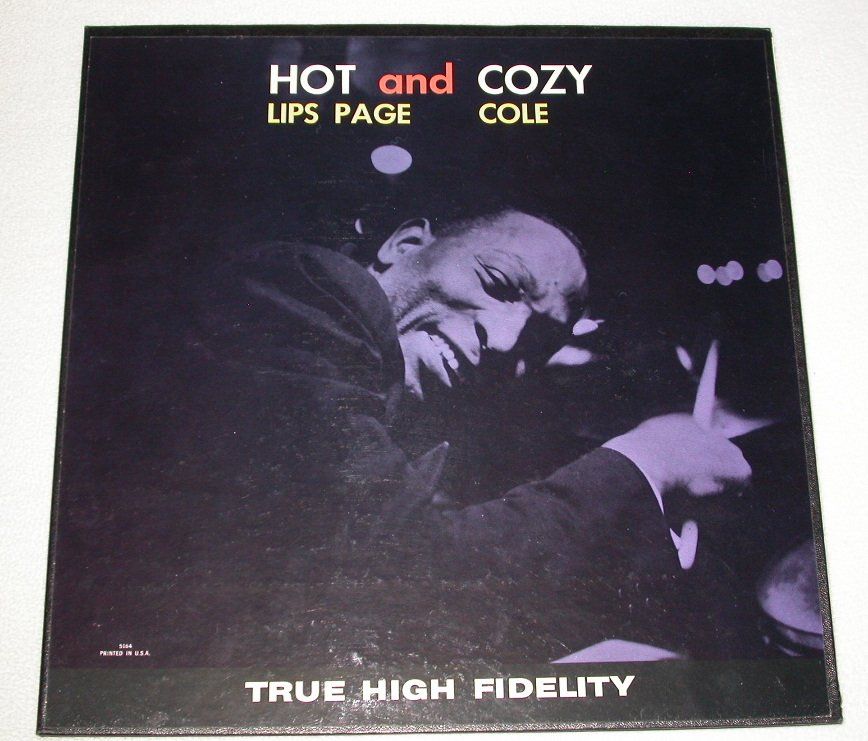 HOT and COZY
LIPS PAGE COLE
5164
PRINTED IN U.S.A.
TRUE HIGH FIDELITY